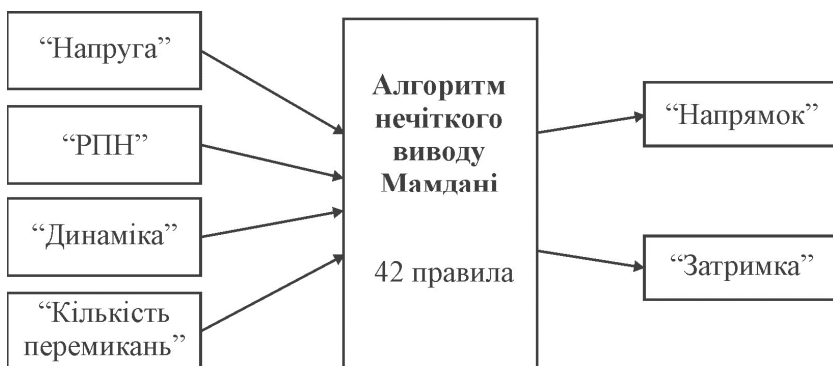 “Напруга”
“РПН”
“Динаміка”
“Кількість
перемикань”
Алгоритм
нечіткого
виводу
Мамдані
42 правила
“Напрямок”
“Затримка”